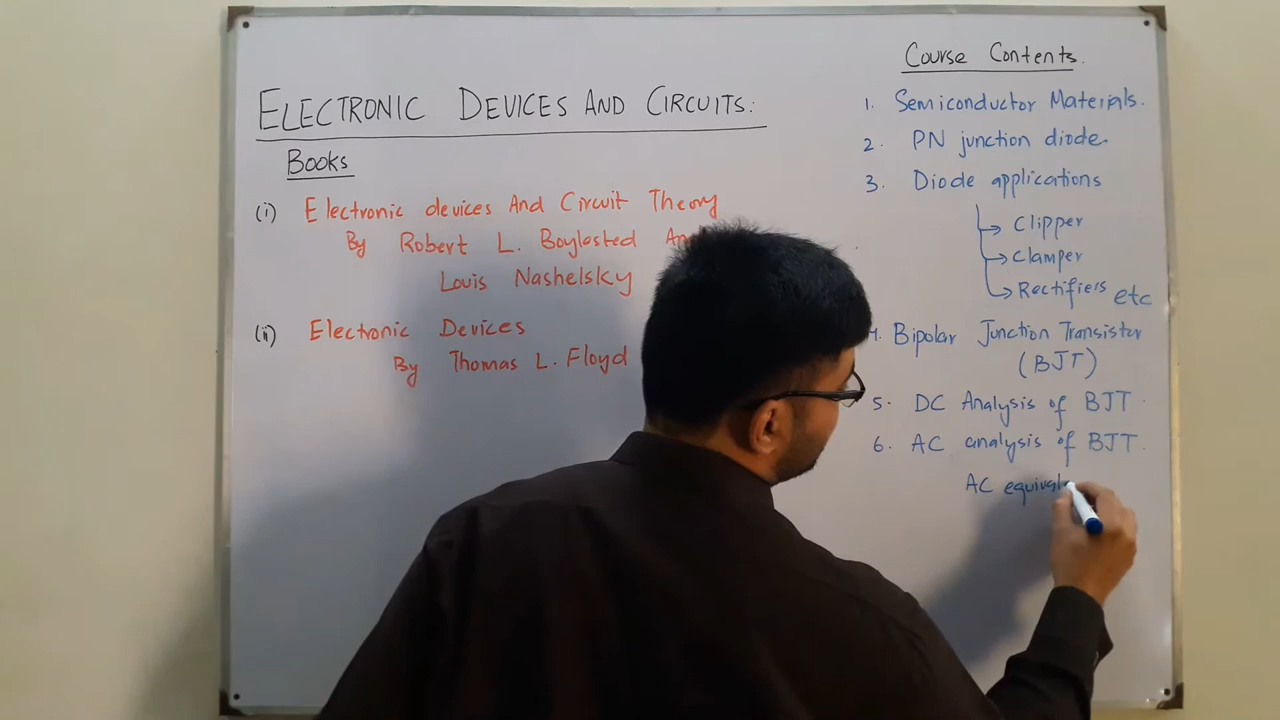 ELECTRONIC DEVICES AND CIRCUITS:
Books
(i) Electronic devices And Circuit Theory
By Robert L. Boylested
Louis Nashelsky
(ii) Electronic Devices
By Thomas L. Floyd
Course Contents.
1. Semiconductor Materials.
2. PN junction diode.
3. Diode applications
Clipper
Clamper
Rectifiers etc
Bipolar Junction Transistor
(BJT)
5. DC Analysis of BJT.
6. AC analysis of BJT.
AC